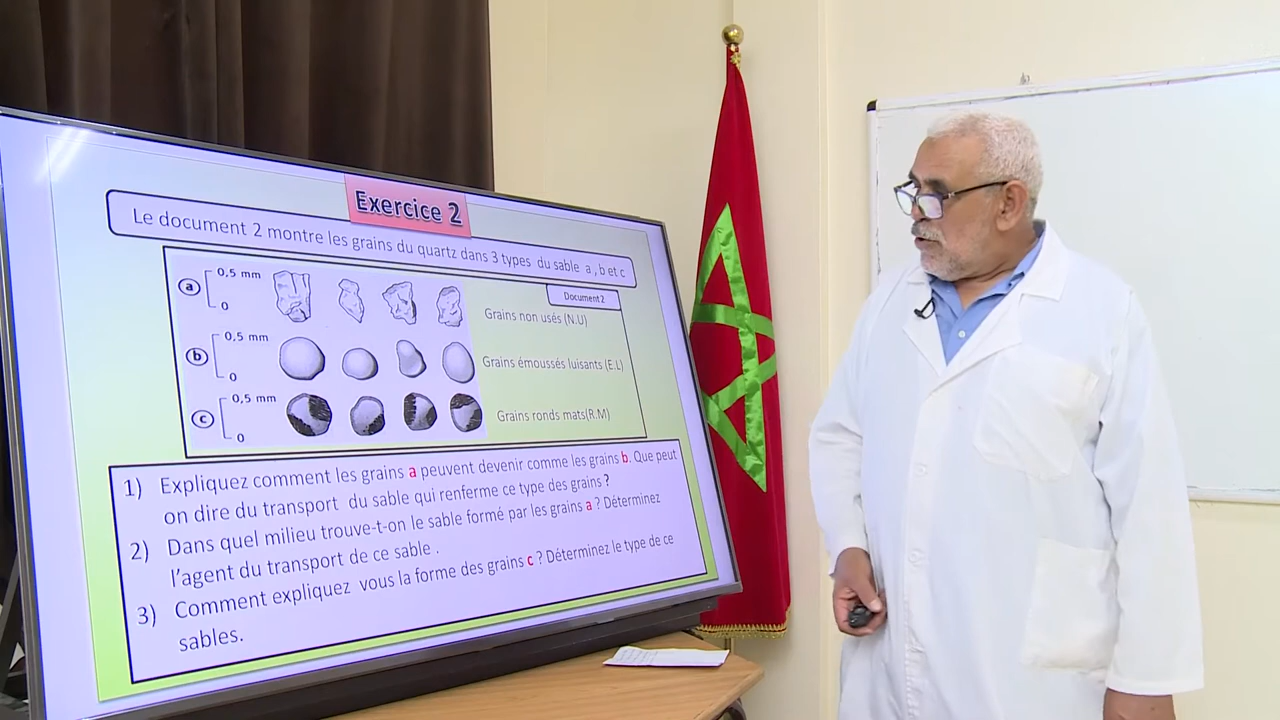 Exercice 2
Le document 2 montre les grains du quartz dans 3 types du sable a , b et c
Document 2
a 0,5 mm
0
Grains non usés (N.U)
b 0,5 mm
0
Grains émoussés luisants (E.L)
c 0,5 mm
0
Grains ronds mats(R.M)
1) Expliquez comment les grains a peuvent devenir comme les grains b. Que peut
on dire du transport du sable qui renferme ce type des grains ?
2) Dans quel milieu trouve-t-on le sable formé par les grains a ? Déterminez
l'agent du transport de ce sable .
3) Comment expliquez vous la forme des grains c ? Déterminez le type de ce
sables.